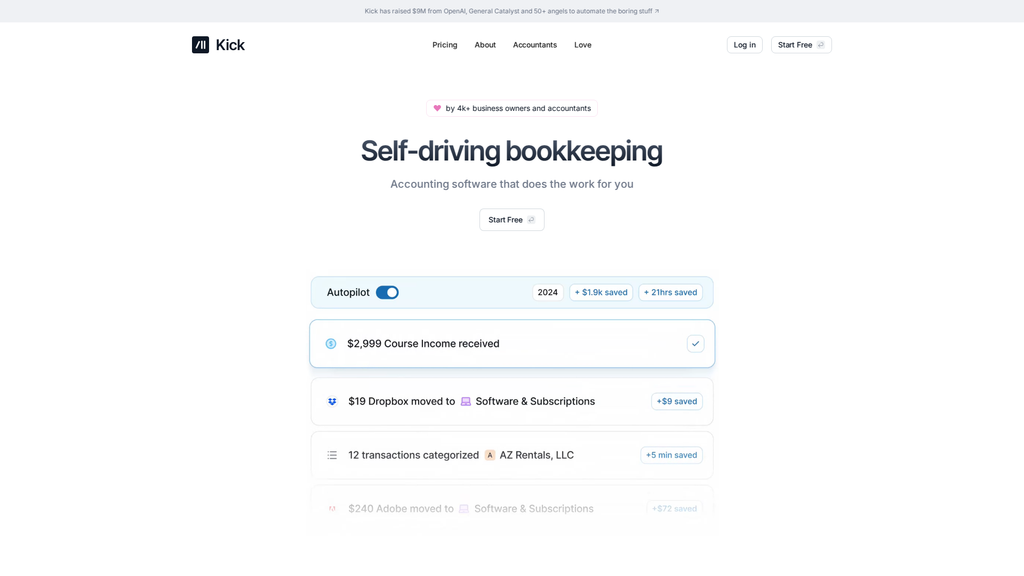 Kick has raised $9M from OpenAI, General Catalyst and 50+ angels to automate the boring stuff ↗
Kick
Pricing
About
Accountants
Love
Log in
Start Free
by 4k+ business owners and accountants
Self-driving bookkeeping
Accounting software that does the work for you
Start Free
Autopilot
2024
+ $1.9k saved
+ 21hrs saved
$2,999 Course Income received
$19 Dropbox moved to Software & Subscriptions
+$9 saved
12 transactions categorized A AZ Rentals, LLC
+5 min saved
$240 Adobe moved to Software & Subscriptions
+$72 saved